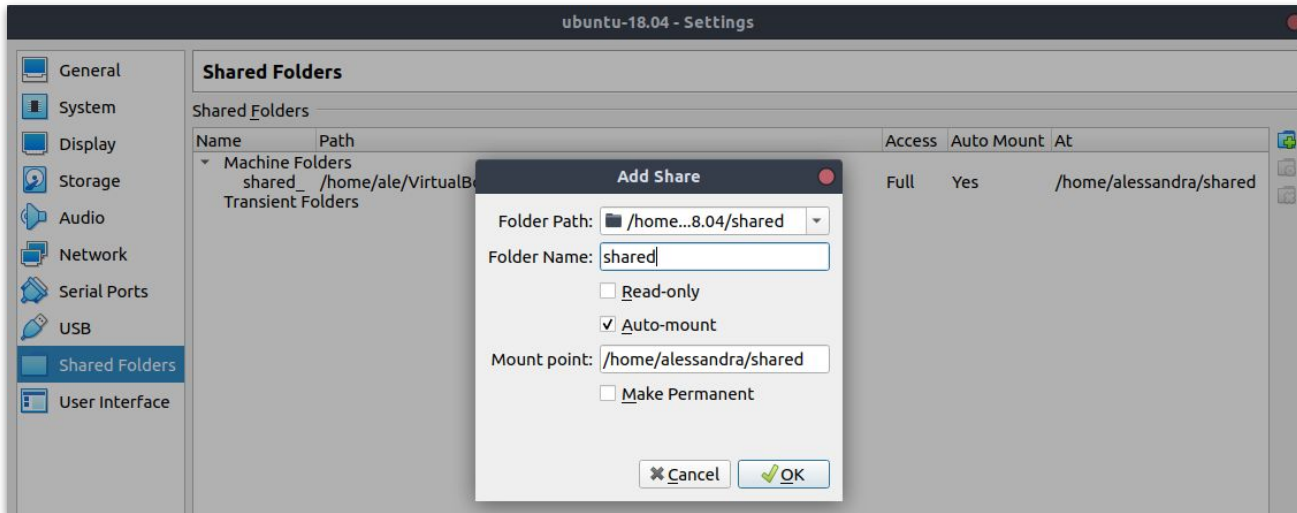 ubuntu-18.04 - Settings
General
System
Display
Storage
Audio
Network
Serial Ports
USB
Shared Folders
User Interface
Shared Folders
Shared Folders
Name Path Access Auto Mount At
Machine Folders
shared_ /home/ale/VirtualBo Full Yes /home/alessandra/shared
Transient Folders
Add Share
Folder Path: /home...8.04/shared
Folder Name: shared
Read-only
Auto-mount
Mount point: /home/alessandra/shared
Make Permanent
Cancel OK